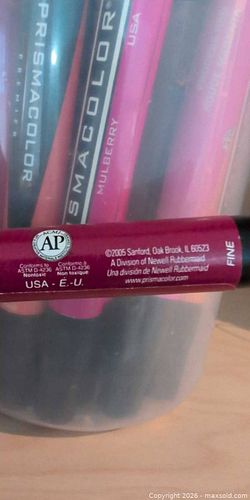 PREMIER
PRISMACOLOR
PRISMACOLOR
MULBERRY
USA
ACMI
AP
Conforms to
ASTM D-4236
Nontoxic
Conforme à
ASTM D-4236
Non toxique
USA - É.-U.
©2005 Sanford, Oak Brook, IL 60523
A Division of Newell Rubbermaid
Una división de Newell Rubbermaid
www.prismacolor.com
FINE
Copyright 2026 - maxsold.com